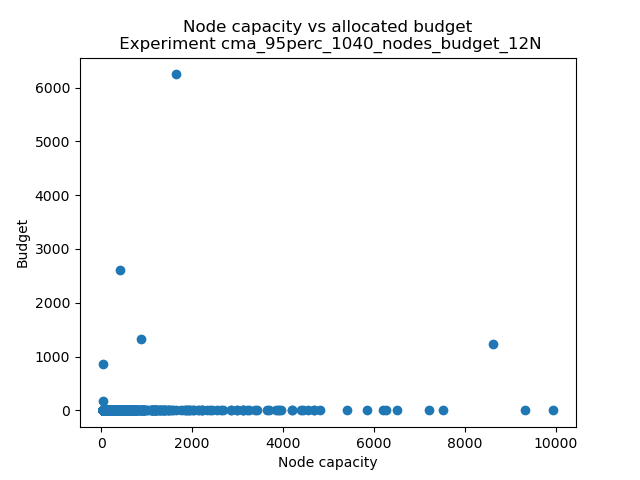 Node capacity vs allocated budget
Experiment cma_95perc_1040_nodes_budget_12N
6000
5000
4000
3000
2000
1000
0
Budget
0 2000 4000 6000 8000 10000
Node capacity